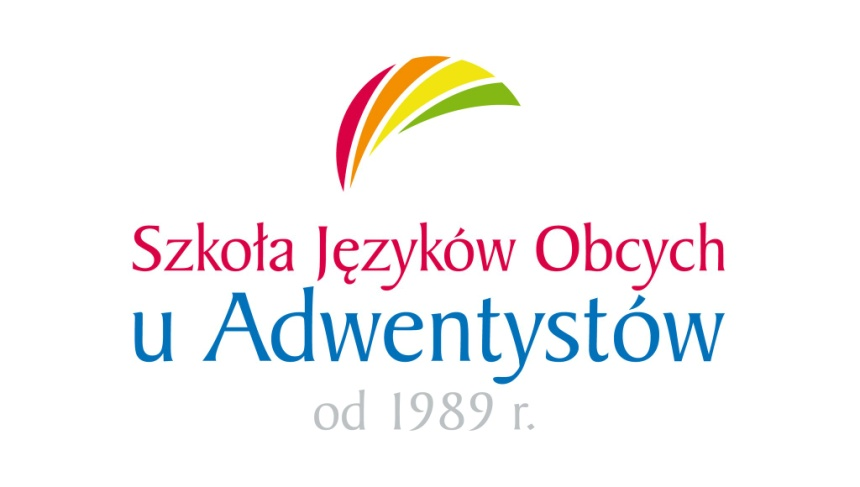 Szkoła Języków Obcych
u Adwentystów
od 1989 r.